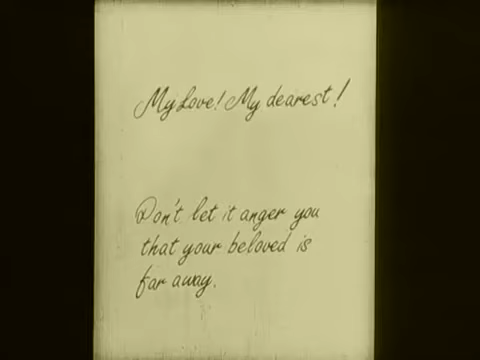 My Love! My dearest!
Don't let it anger you
that your beloved is
far away.